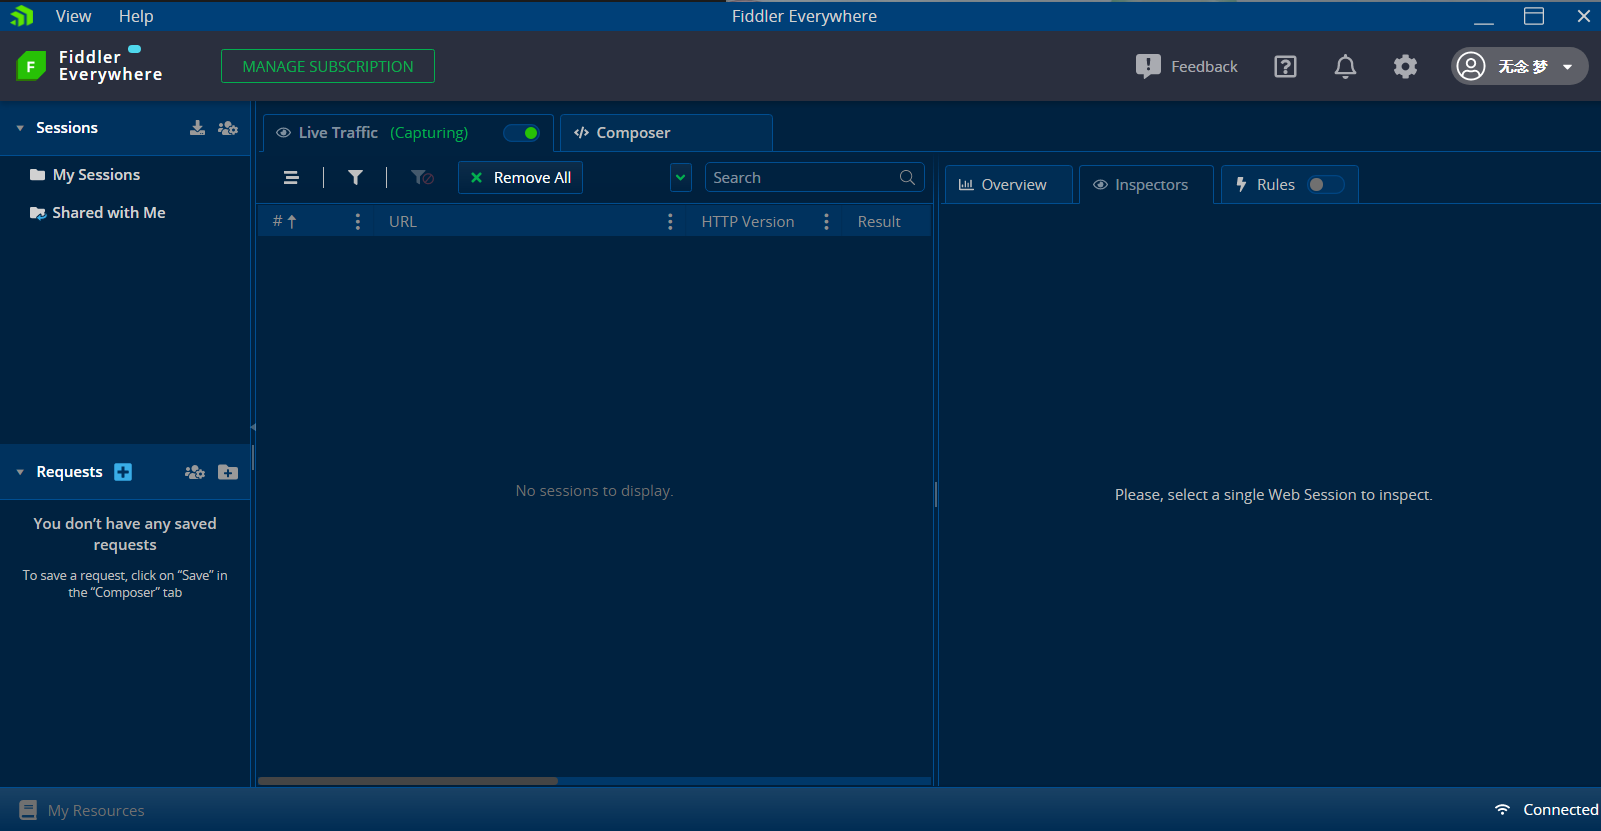 View Help Fiddler Everywhere
Fiddler
Everywhere
MANAGE SUBSCRIPTION
Feedback
无念 梦
Sessions
My Sessions
Shared with Me
Requests
You don’t have any saved
requests
To save a request, click on “Save” in
the “Composer” tab
Live Traffic (Capturing)
Composer
Remove All
Search
# URL HTTP Version Result
No sessions to display.
Overview
Inspectors
Rules
Please, select a single Web Session to inspect.
My Resources
Connected